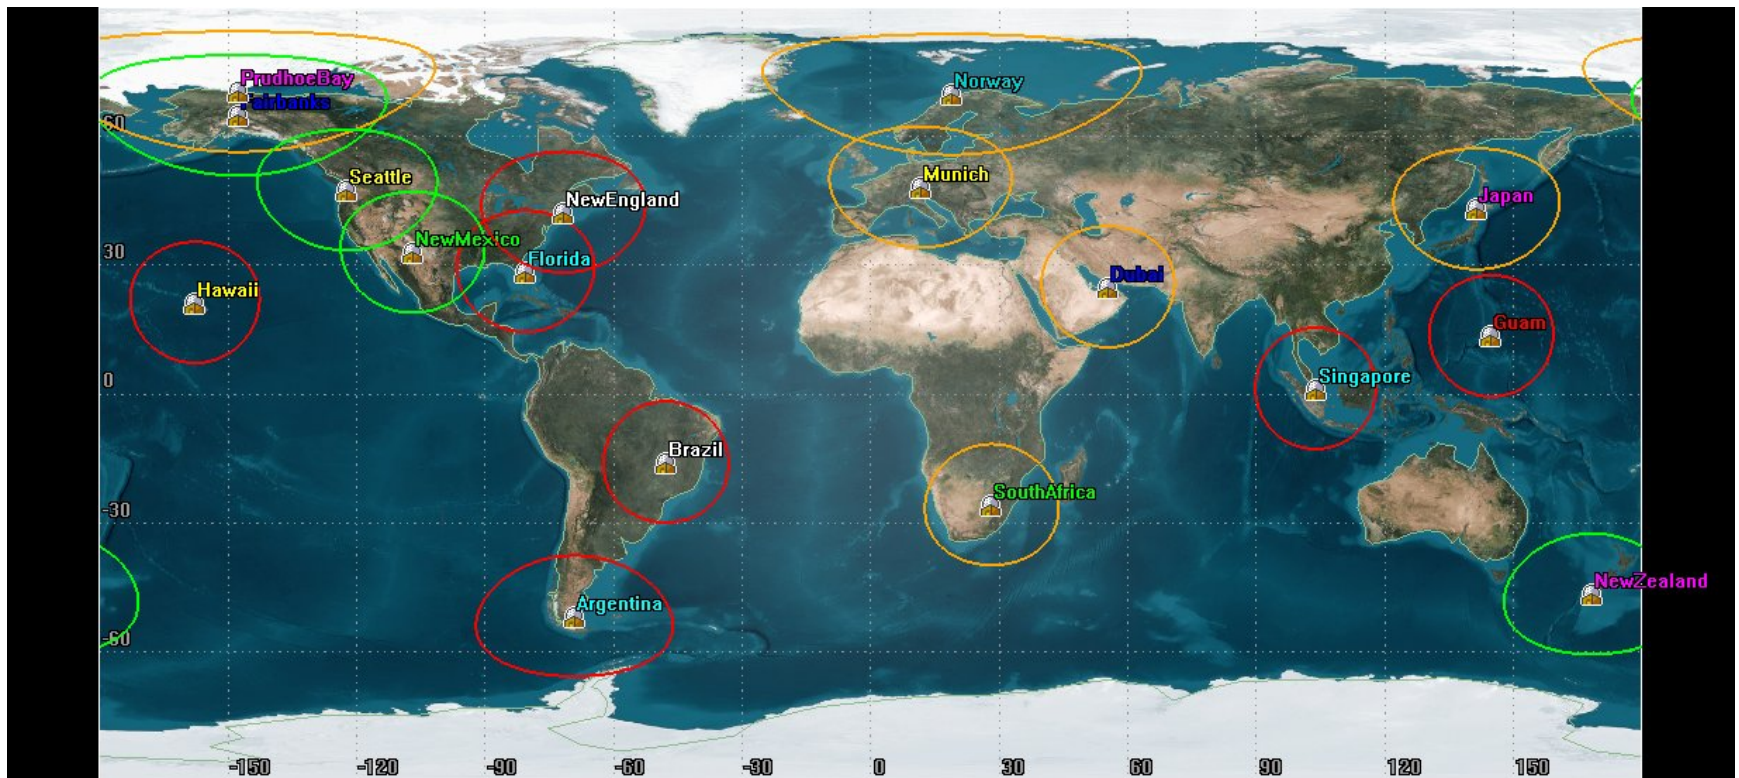 PrudhoeBay
Norway
Fairbanks
60
Munich
Seattle
Japan
NewEngland
NewMexico
30
Florida
Dubai
Hawaii
Guam
0
Singapore
Brazil
SouthAfrica
-30
NewZealand
Argentina
-60
-150 -120 -90 -60 -30 0 30 60 90 120 150